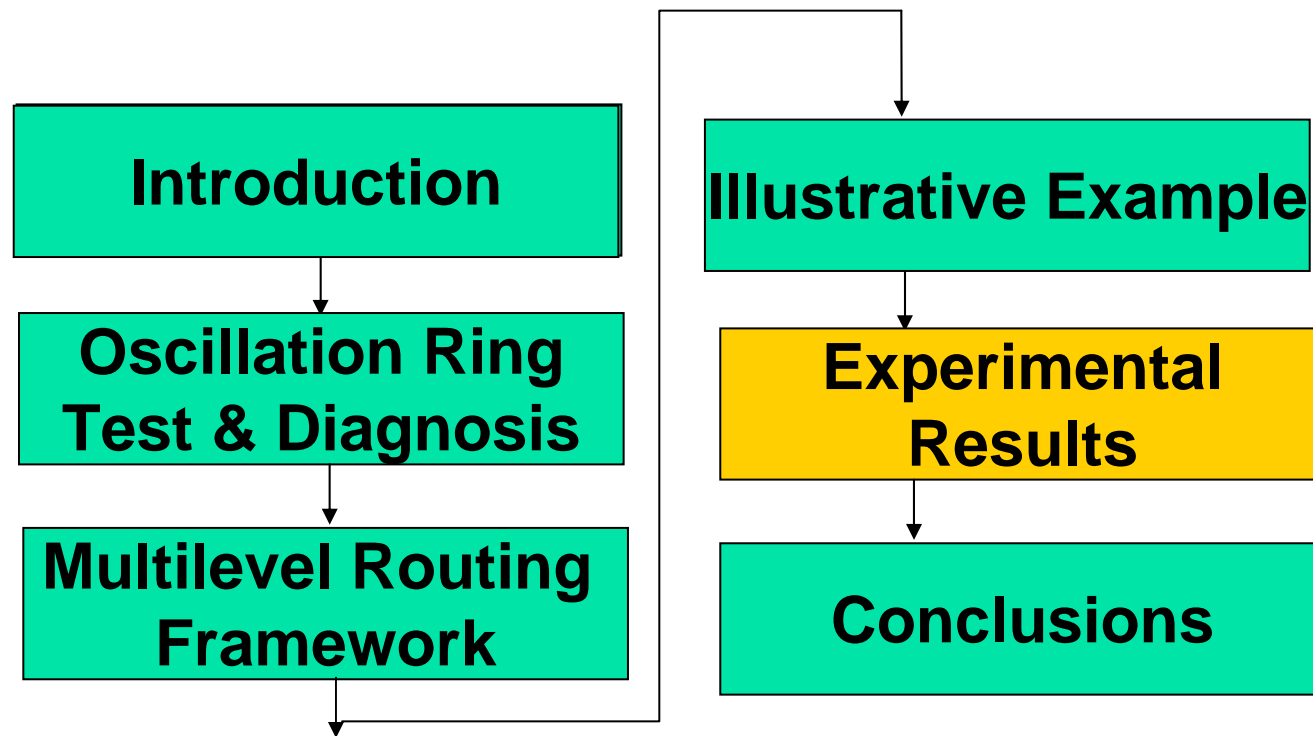 Introduction
Oscillation Ring
Test & Diagnosis
Multilevel Routing
Framework
Illustrative Example
Experimental
Results
Conclusions